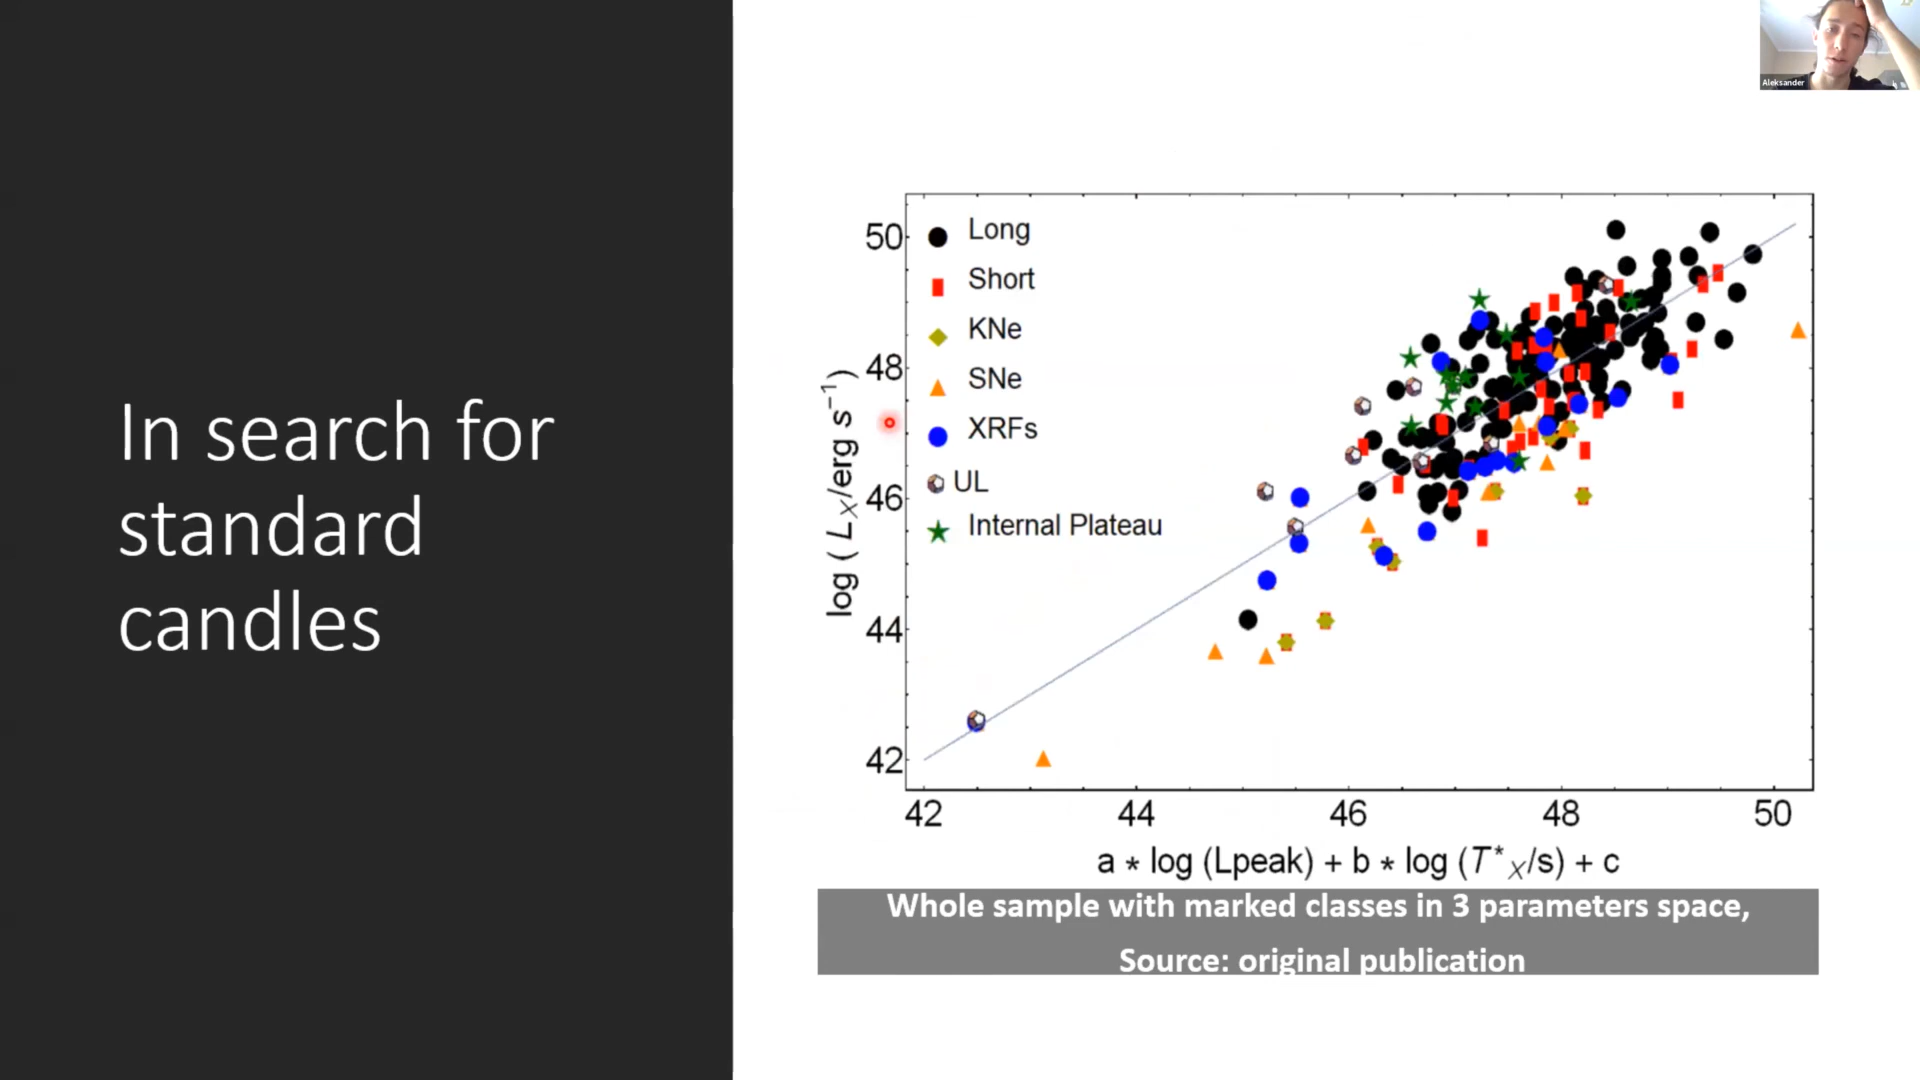 Aleksander
In search for
standard
candles
50
48
46
44
42
log ( L_X/erg s⁻¹)
Long
Short
KNe
SNe
XRFs
UL
Internal Plateau
42 44 46 48 50
a * log (Lpeak) + b * log (T*_X/s) + c
Whole sample with marked classes in 3 parameters space,
Source: original publication